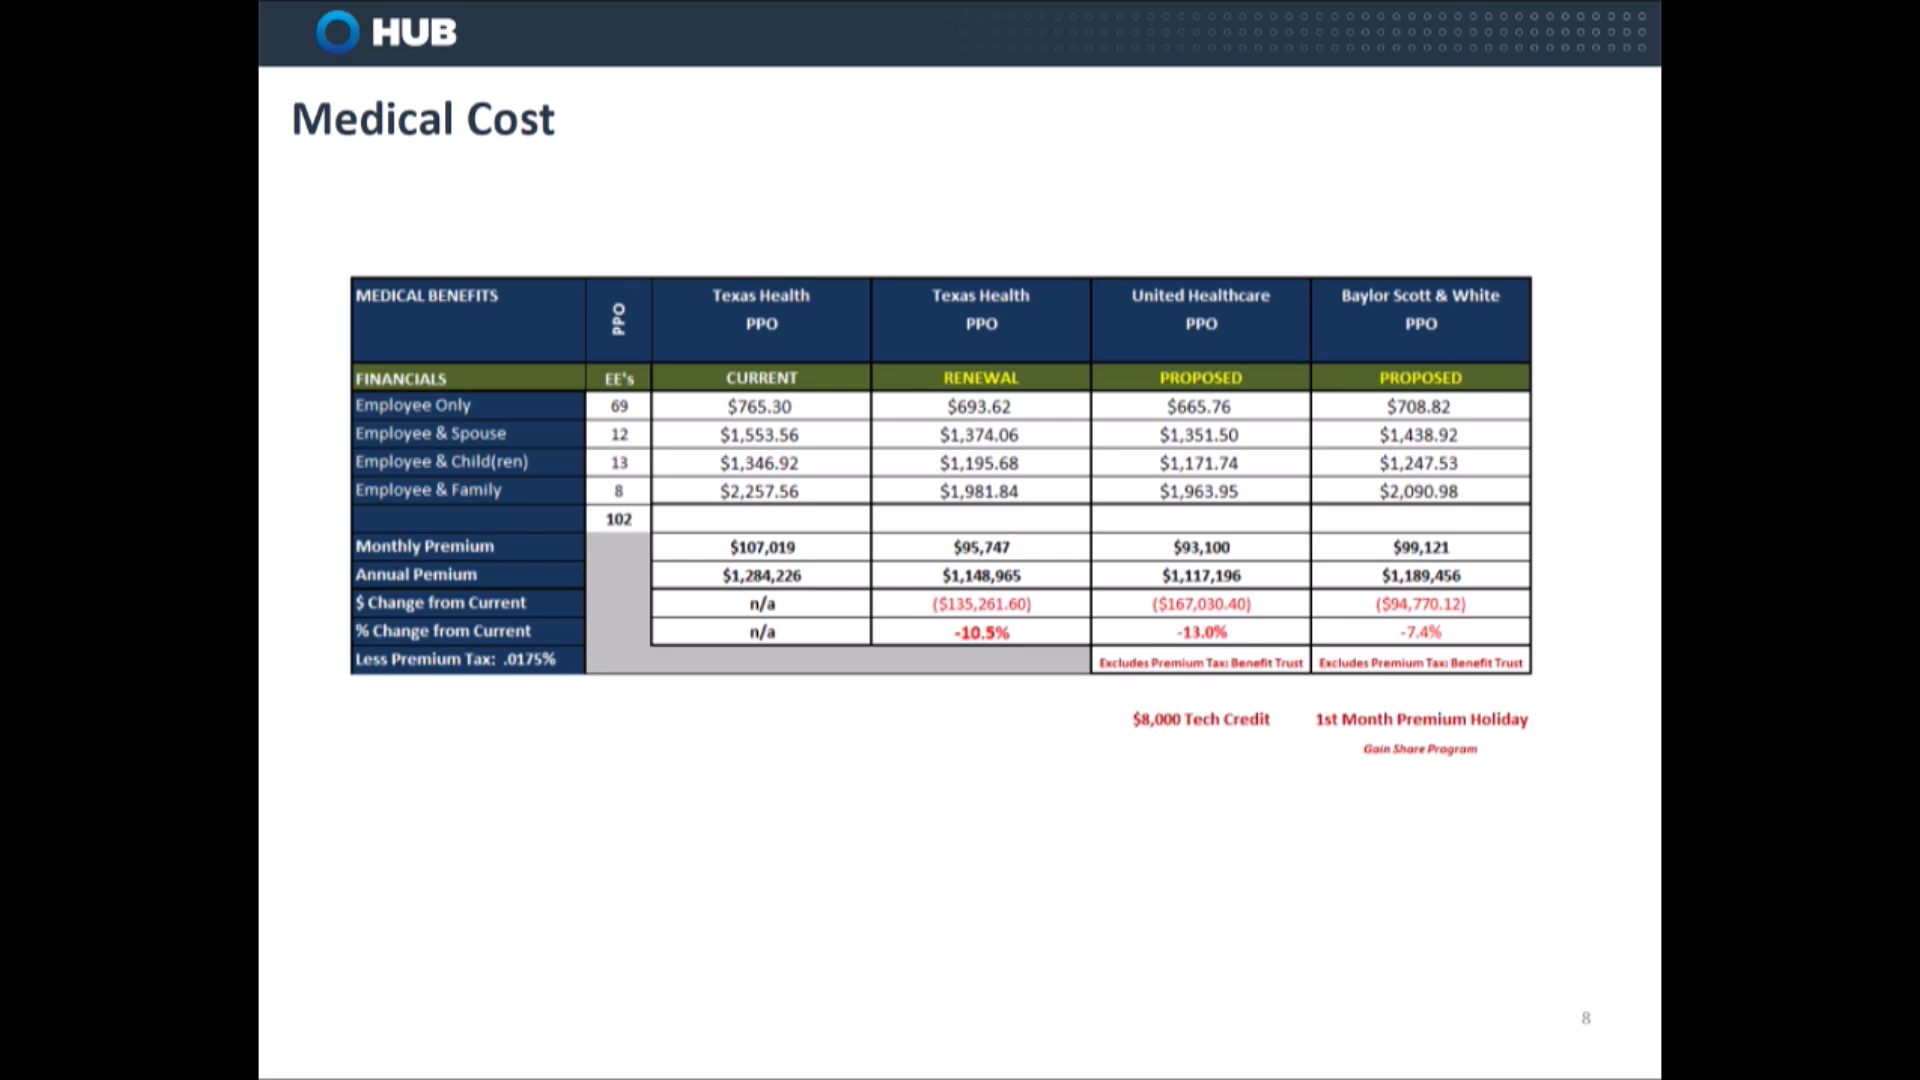 HUB
Medical Cost
MEDICAL BENEFITS PPO Texas Health PPO Texas Health PPO United Healthcare PPO Baylor Scott & White PPO
FINANCIALS EE's CURRENT RENEWAL PROPOSED PROPOSED
Employee Only 69 $765.30 $693.62 $665.76 $708.82
Employee & Spouse 12 $1,553.56 $1,374.06 $1,351.50 $1,438.92
Employee & Child(ren) 13 $1,346.92 $1,195.68 $1,171.74 $1,247.53
Employee & Family 8 $2,257.56 $1,981.84 $1,963.95 $2,090.98
102
Monthly Premium $107,019 $95,747 $93,100 $99,121
Annual Pemium $1,284,226 $1,148,965 $1,117,196 $1,189,456
$ Change from Current n/a ($135,261.60) ($167,030.40) ($94,770.12)
% Change from Current n/a -10.5% -13.0% -7.4%
Less Premium Tax: .0175% Excludes Premium Tax: Benefit Trust Excludes Premium Tax: Benefit Trust
$8,000 Tech Credit 1st Month Premium Holiday
Gain Share Program
8